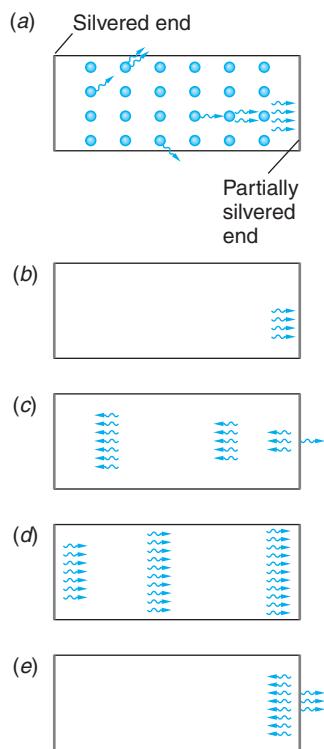 (a)
Silvered end
Partially
silvered
end
(b)
(c)
(d)
(e)